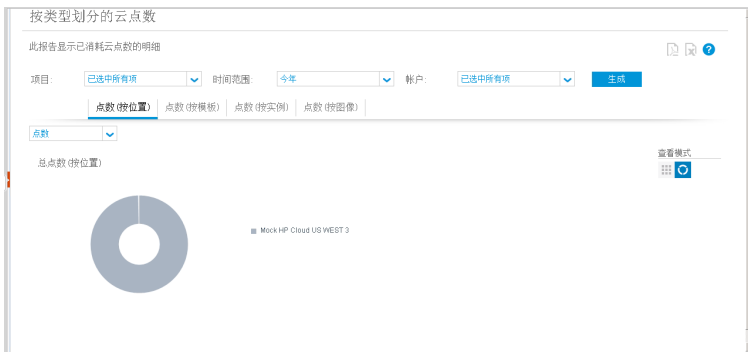 按类型划分的云点数
此报告显示已消耗云点数的明细
项目: 已选中所有项 时间范围: 今年 帐户: 已选中所有项 生成
点数(按位置) 点数(按模板) 点数(按实例) 点数(按图像)
点数
查看模式
总点数(按位置)
Mock HP Cloud US WEST 3